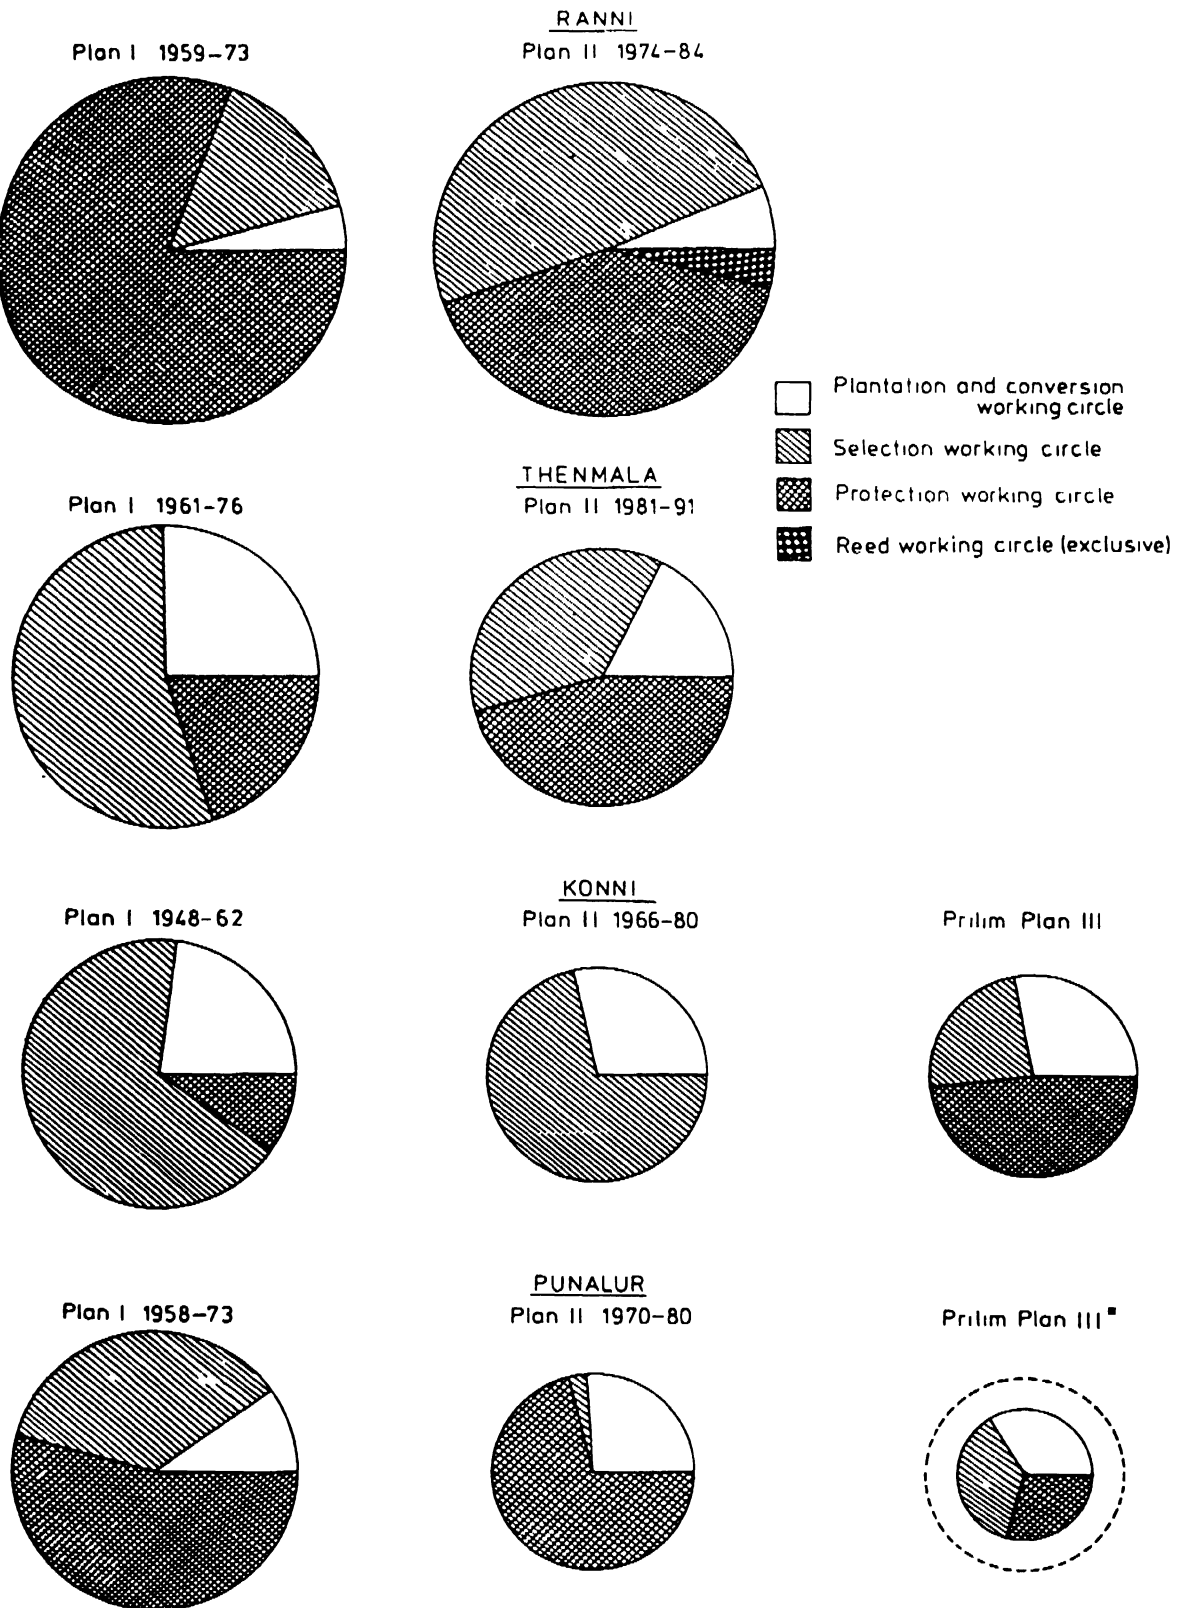 RANNI
Plan I 1959-73
Plan II 1974-84
Plantation and conversion
working circle
Selection working circle
Protection working circle
Reed working circle (exclusive)
THENMALA
Plan I 1961-76
Plan II 1981-91
KONNI
Plan I 1948-62
Plan II 1966-80
Prilim Plan III
PUNALUR
Plan I 1958-73
Plan II 1970-80
Prilim Plan III■